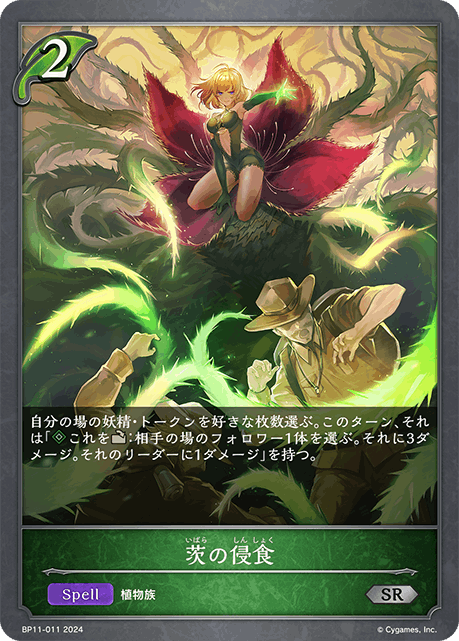 2
自分の場の妖精・トークンを好きな枚数選ぶ。このターン、それ
は「これを:相手の場のフォロワー1体を選ぶ。それに3ダ
メージ。それのリーダーに1ダメージ」を持つ。
いばら しんしょく
茨の侵食
Spell 植物族 SR
BP11-011 2024 © Cygames, Inc.